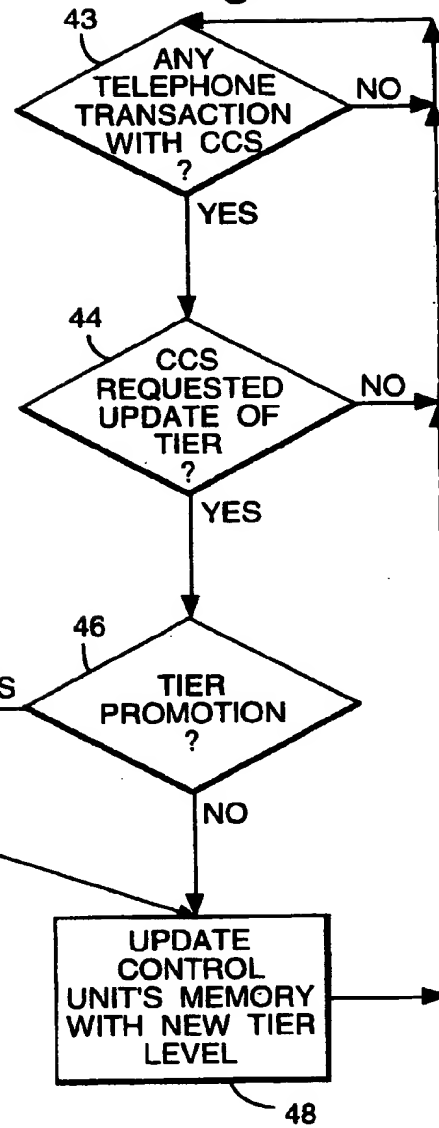 43
ANY
TELEPHONE
TRANSACTION
WITH CCS
?
NO
YES
44
CCS
REQUESTED
UPDATE OF
TIER
?
NO
YES
46
S
TIER
PROMOTION
?
NO
UPDATE
CONTROL
UNIT'S MEMORY
WITH NEW TIER
LEVEL
48